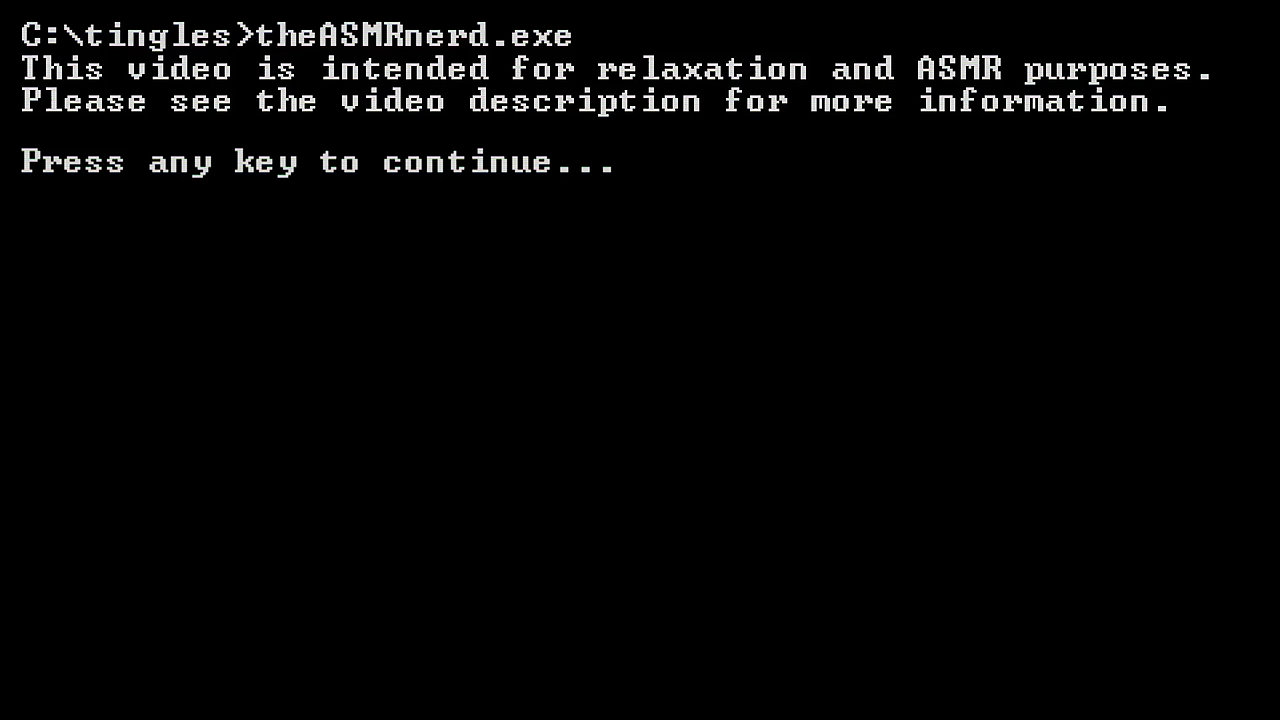 C:\tingles>theASMRnerd.exe
This video is intended for relaxation and ASMR purposes.
Please see the video description for more information.
Press any key to continue...